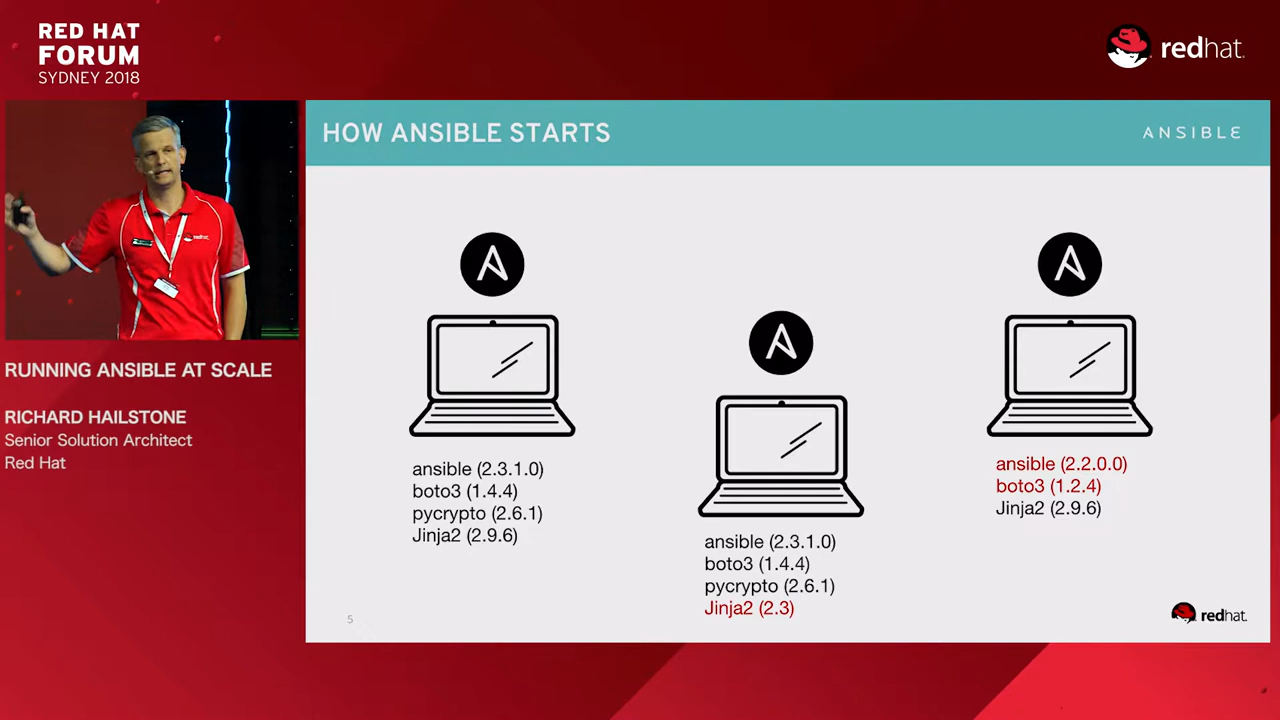 RED HAT
FORUM
SYDNEY 2018
redhat.
HOW ANSIBLE STARTS
ANSIBLE
ansible (2.3.1.0)
boto3 (1.4.4)
pycrypto (2.6.1)
Jinja2 (2.9.6)
ansible (2.3.1.0)
boto3 (1.4.4)
pycrypto (2.6.1)
Jinja2 (2.3)
ansible (2.2.0.0)
boto3 (1.2.4)
Jinja2 (2.9.6)
5
redhat.
redhat.
RUNNING ANSIBLE AT SCALE
RICHARD HAILSTONE
Senior Solution Architect
Red Hat